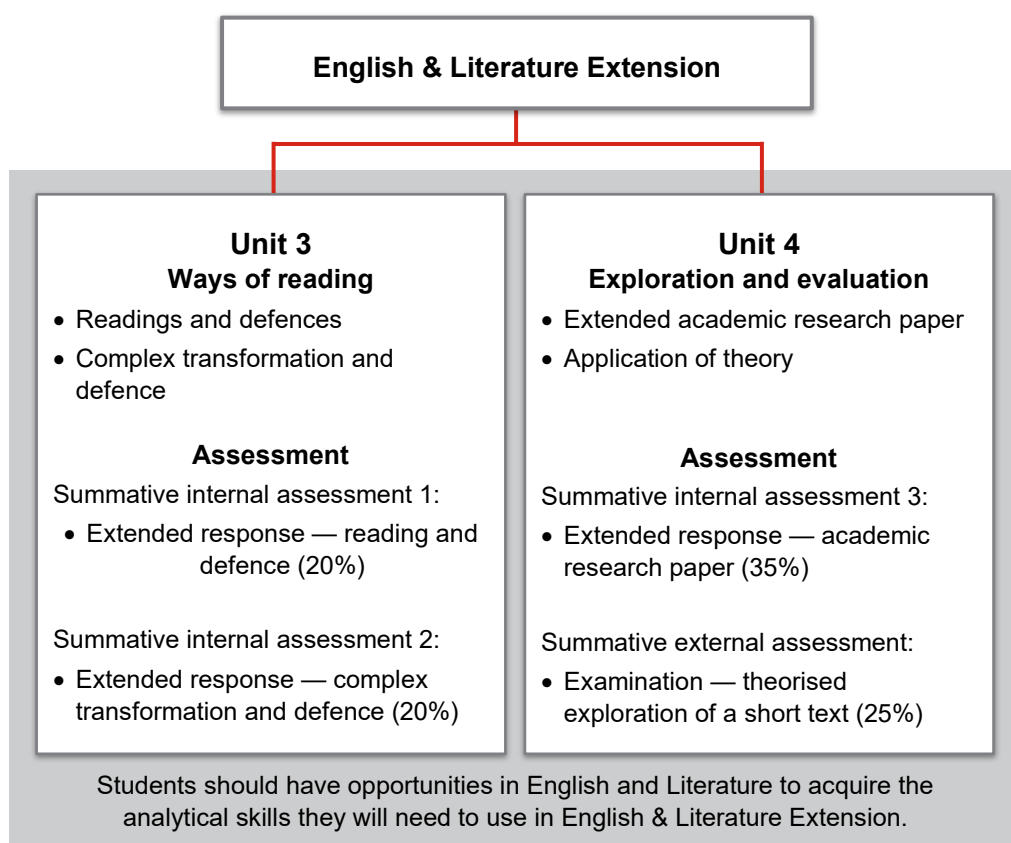 English & Literature Extension
Unit 3
Ways of reading
• Readings and defences
• Complex transformation and
defence
Assessment
Summative internal assessment 1:
• Extended response — reading and
defence (20%)
Summative internal assessment 2:
• Extended response — complex
transformation and defence (20%)
Unit 4
Exploration and evaluation
• Extended academic research paper
• Application of theory
Assessment
Summative internal assessment 3:
• Extended response — academic
research paper (35%)
Summative external assessment:
• Examination — theorised
exploration of a short text (25%)
Students should have opportunities in English and Literature to acquire the
analytical skills they will need to use in English & Literature Extension.